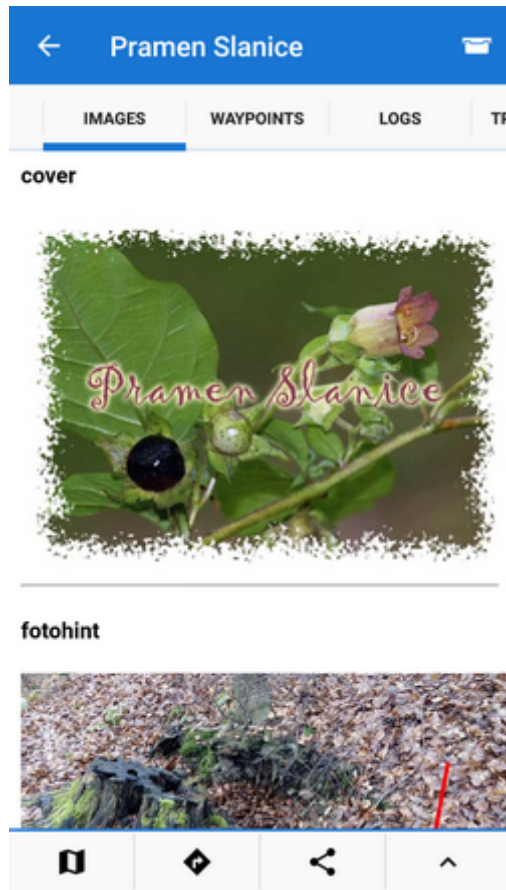 Pramen Slanice
IMAGES WAYPOINTS LOGS
cover
Pramen Slanice
fotohint